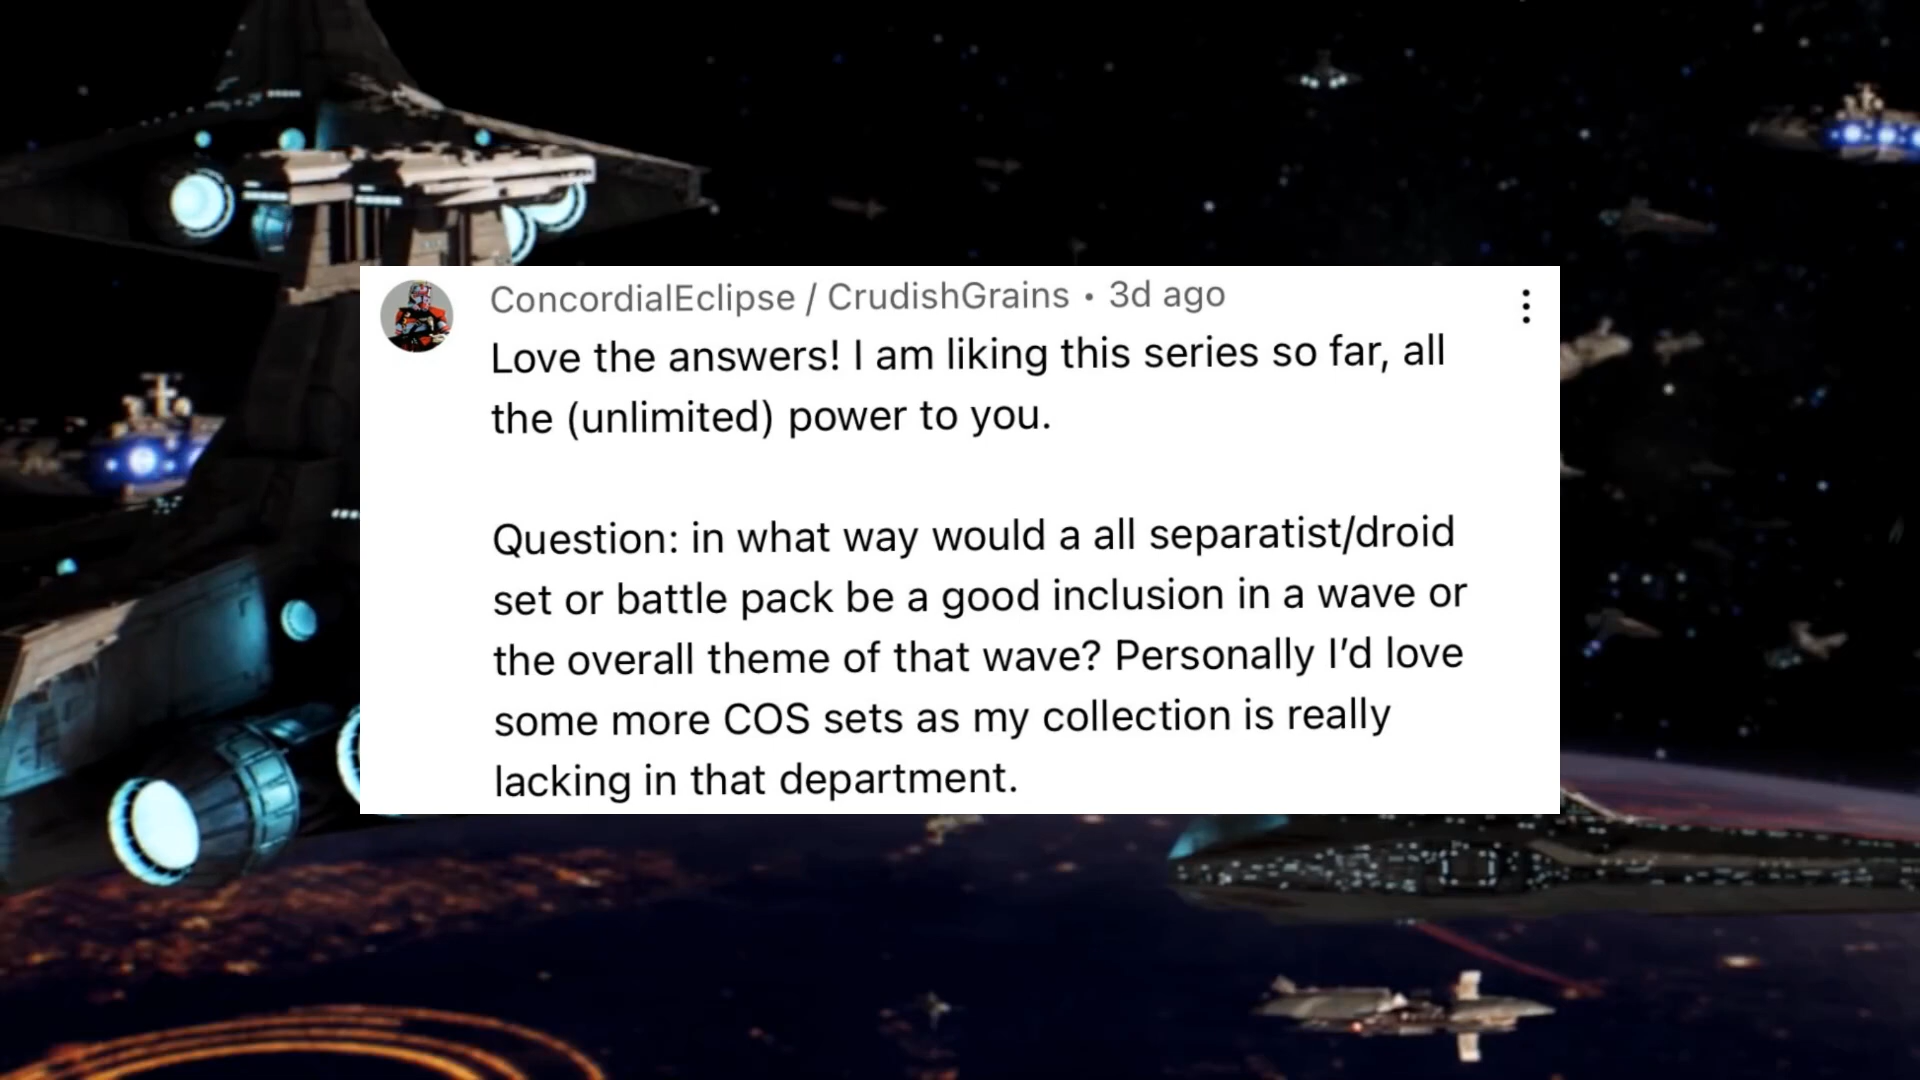 ConcordialEclipse / CrudishGrains • 3d ago
Love the answers! I am liking this series so far, all
the (unlimited) power to you.
Question: in what way would a all separatist/droid
set or battle pack be a good inclusion in a wave or
the overall theme of that wave? Personally I’d love
some more COS sets as my collection is really
lacking in that department.